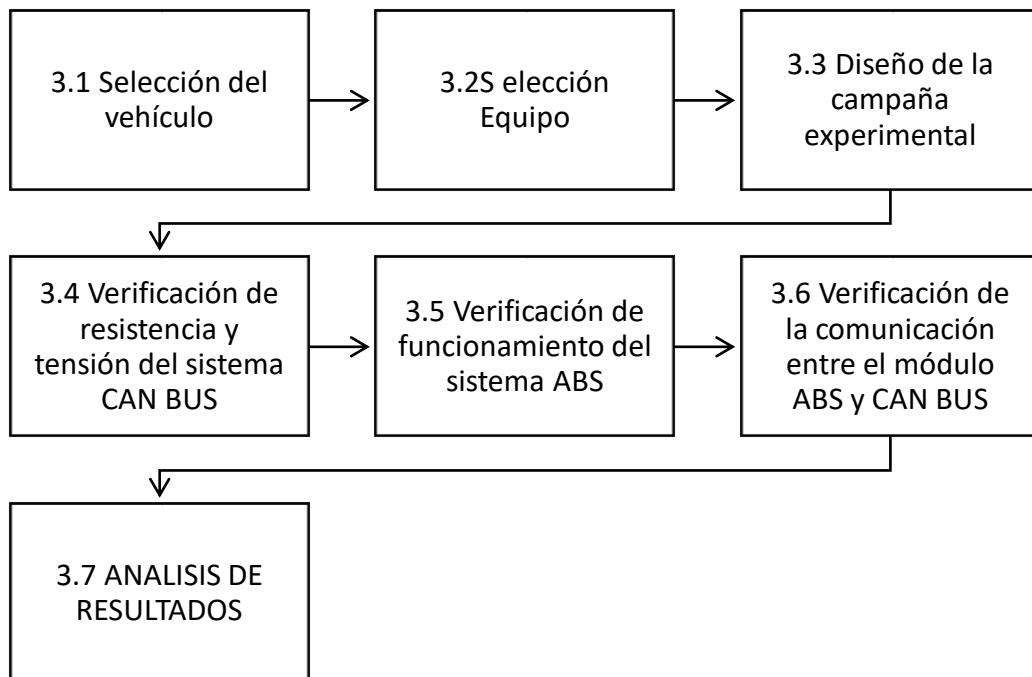 3.1 Selección del
vehículo
3.2S elección
Equipo
3.3 Diseño de la
campaña
experimental
3.4 Verificación de
resistencia y
tensión del sistema
CAN BUS
3.5 Verificación de
funcionamiento del
sistema ABS
3.6 Verificación de
la comunicación
entre el módulo
ABS y CAN BUS
3.7 ANALISIS DE
RESULTADOS